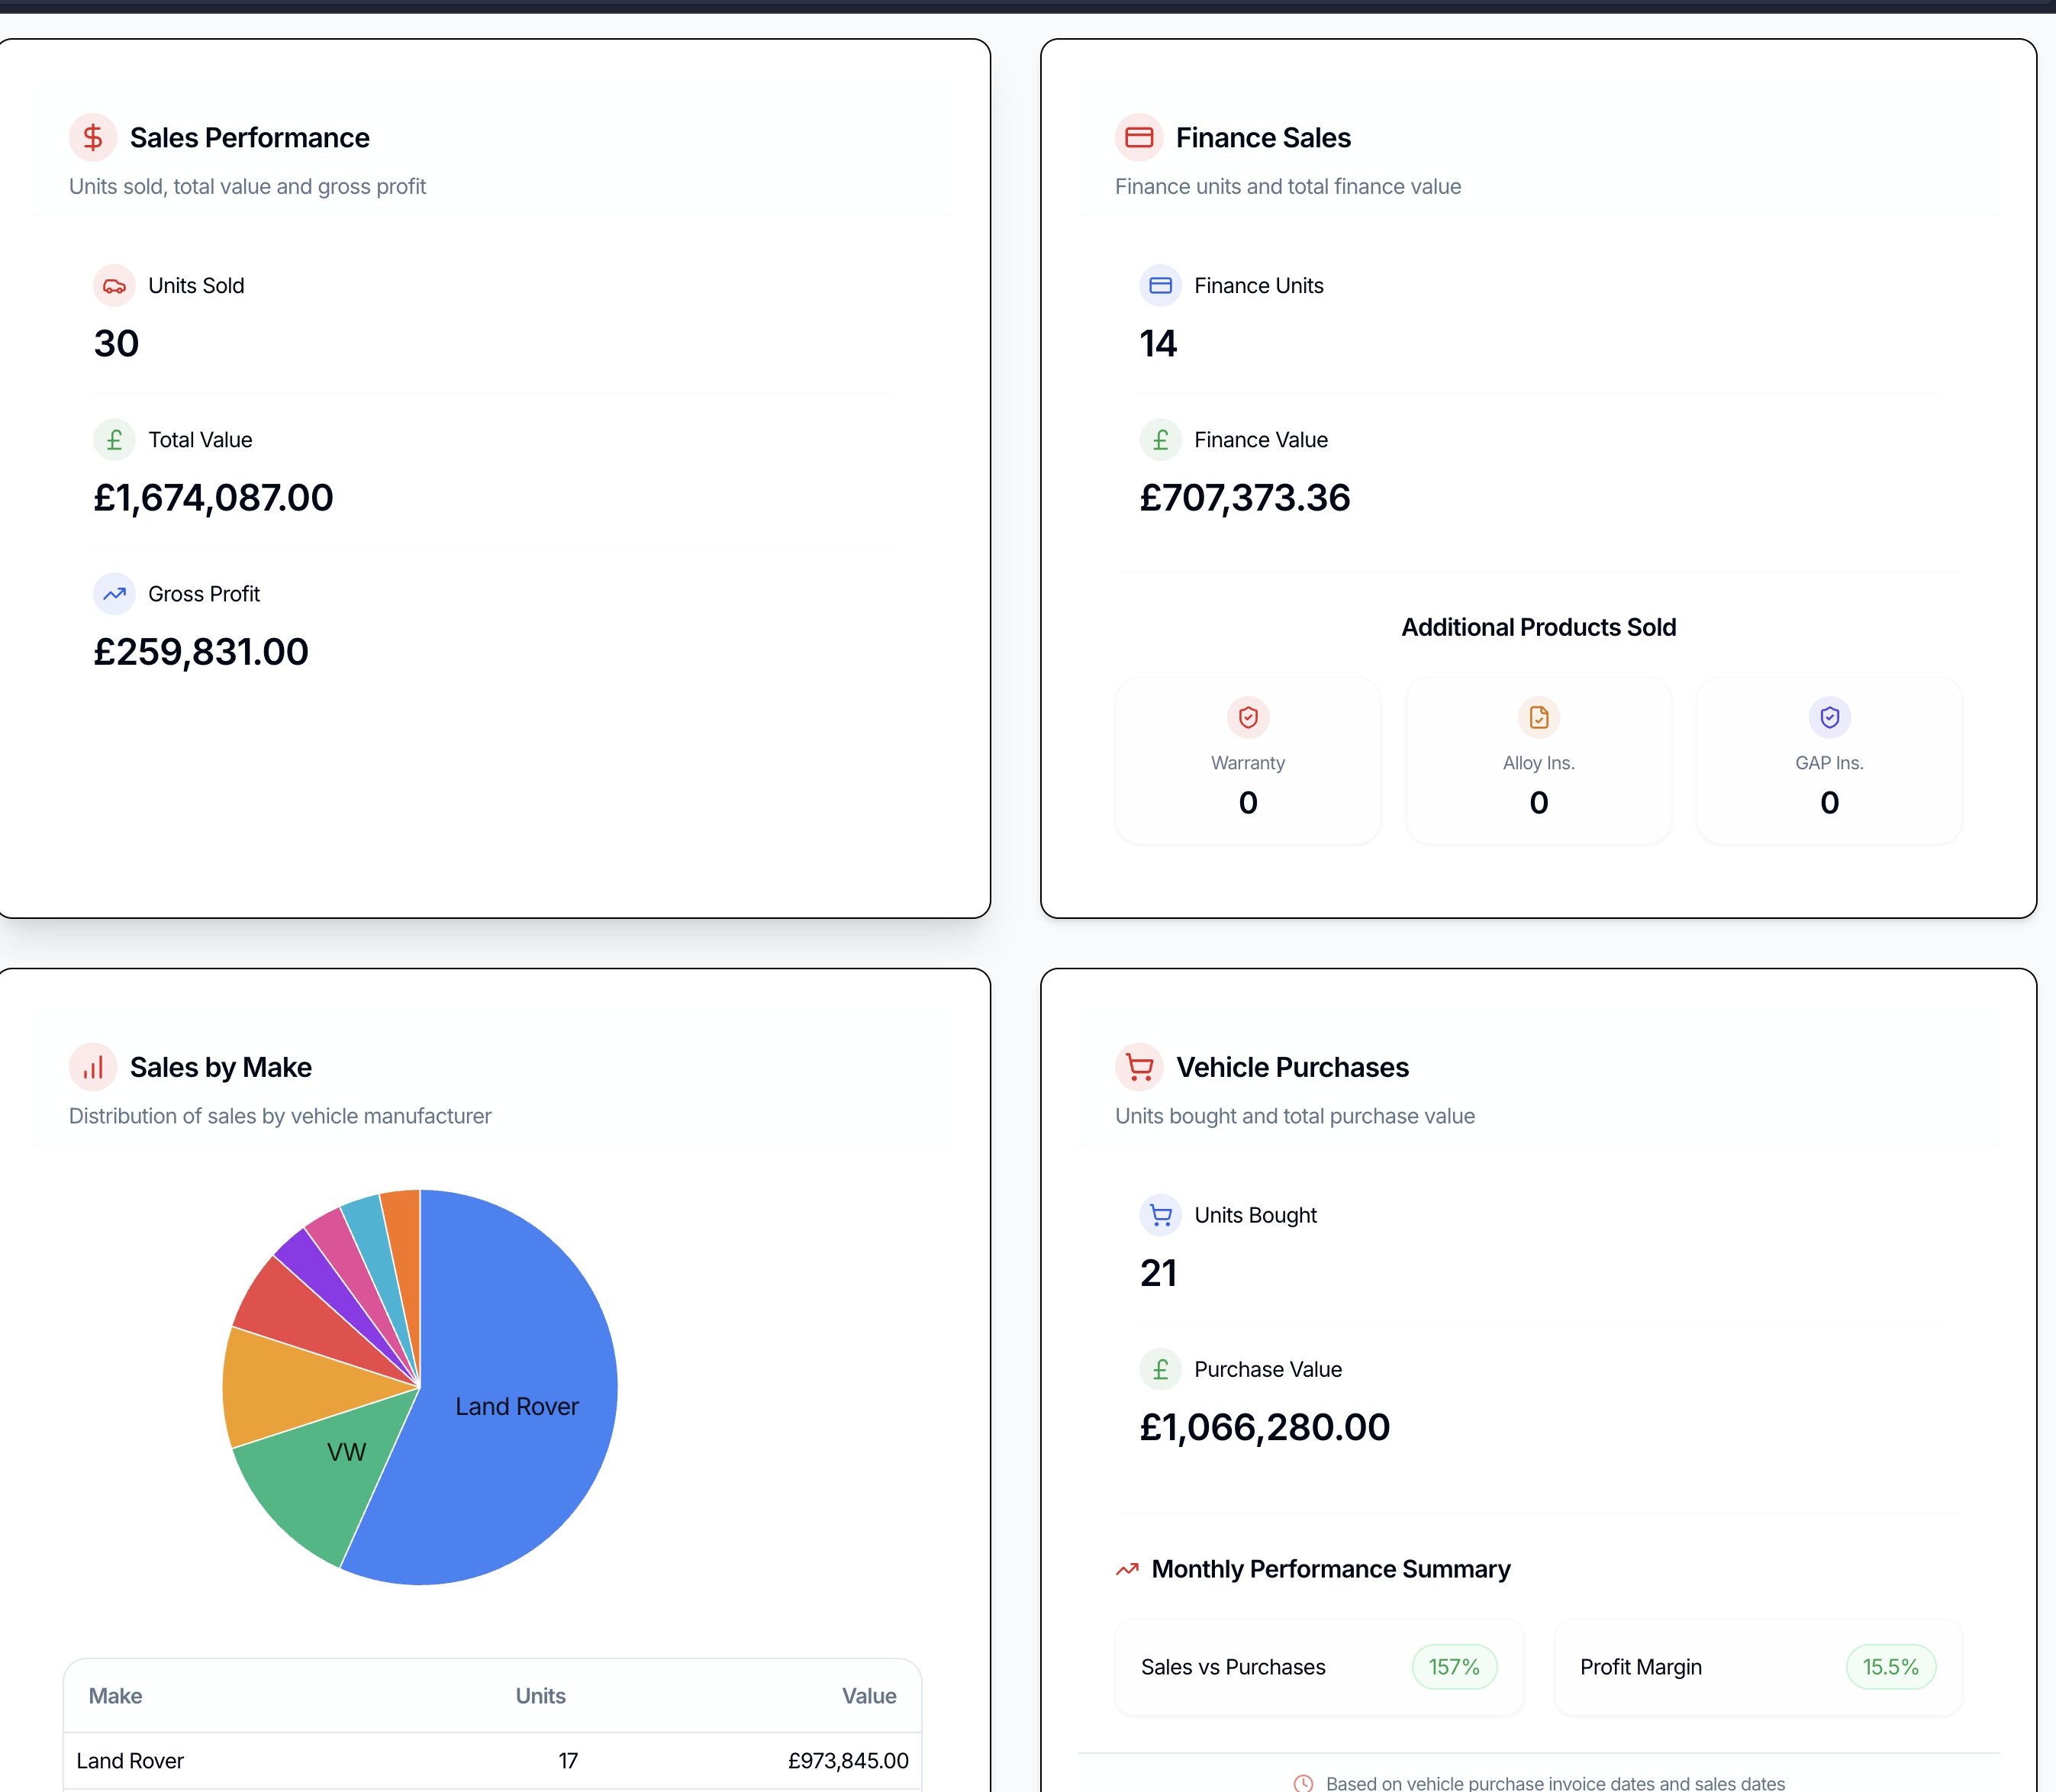 Sales Performance
Units sold, total value and gross profit
Units Sold
30
Total Value
£1,674,087.00
Gross Profit
£259,831.00
Finance Sales
Finance units and total finance value
Finance Units
14
Finance Value
£707,373.36
Additional Products Sold
Warranty
0
Alloy Ins.
0
GAP Ins.
0
Sales by Make
Distribution of sales by vehicle manufacturer
Land Rover
VW
Make Units Value
Land Rover 17 £973,845.00
Vehicle Purchases
Units bought and total purchase value
Units Bought
21
Purchase Value
£1,066,280.00
Monthly Performance Summary
Sales vs Purchases 157%
Profit Margin 15.5%
Based on vehicle purchase invoice dates and sales dates